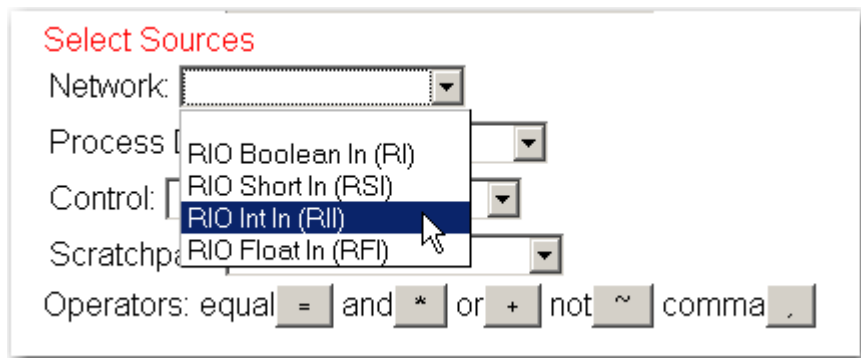 Select Sources
Network:
Process
RIO Boolean In (RI)
Control:
RIO Short In (RSI)
RIO Int In (RII)
RIO Float In (RFI)
Operators: equal = and * or + not ~ comma ,